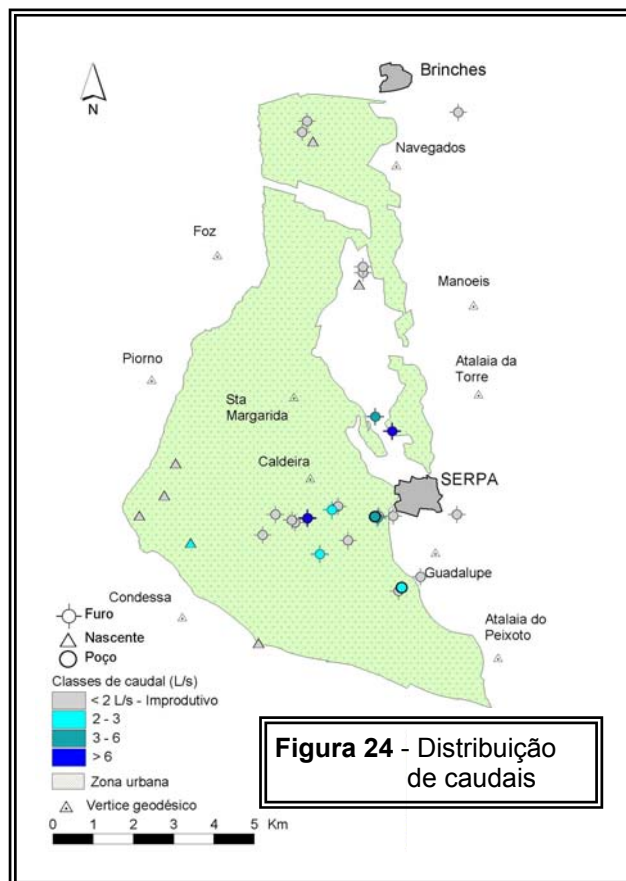 Brinches
N
Navegados
Foz
Manoeis
Piorno
Atalaia da
Torre
Sta
Margarida
Caldeira
SERPA
Guadalupe
Condessa
Atalaia do
Peixoto
Furo
Nascente
Poço
Classes de caudal (L/s)
< 2 L/s - Improdutivo
2 - 3
3 - 6
> 6
Zona urbana
Vertice geodésico
0 1 2 3 4 5 Km
Figura 24 - Distribuição
de caudais